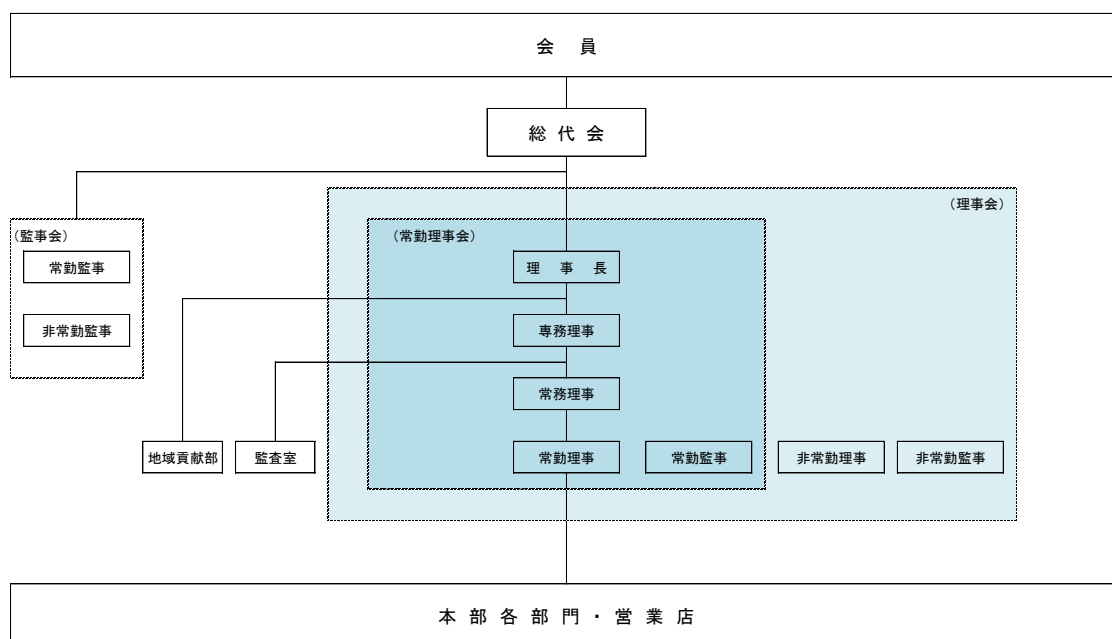 会 員
総 代 会
（理事会）
（監事会）
（常勤理事会）
常勤監事
理 事 長
非常勤監事
専務理事
常務理事
地域貢献部
監査室
常勤理事
常勤監事
非常勤理事
非常勤監事
本 部 各 部 門 ・ 営 業 店